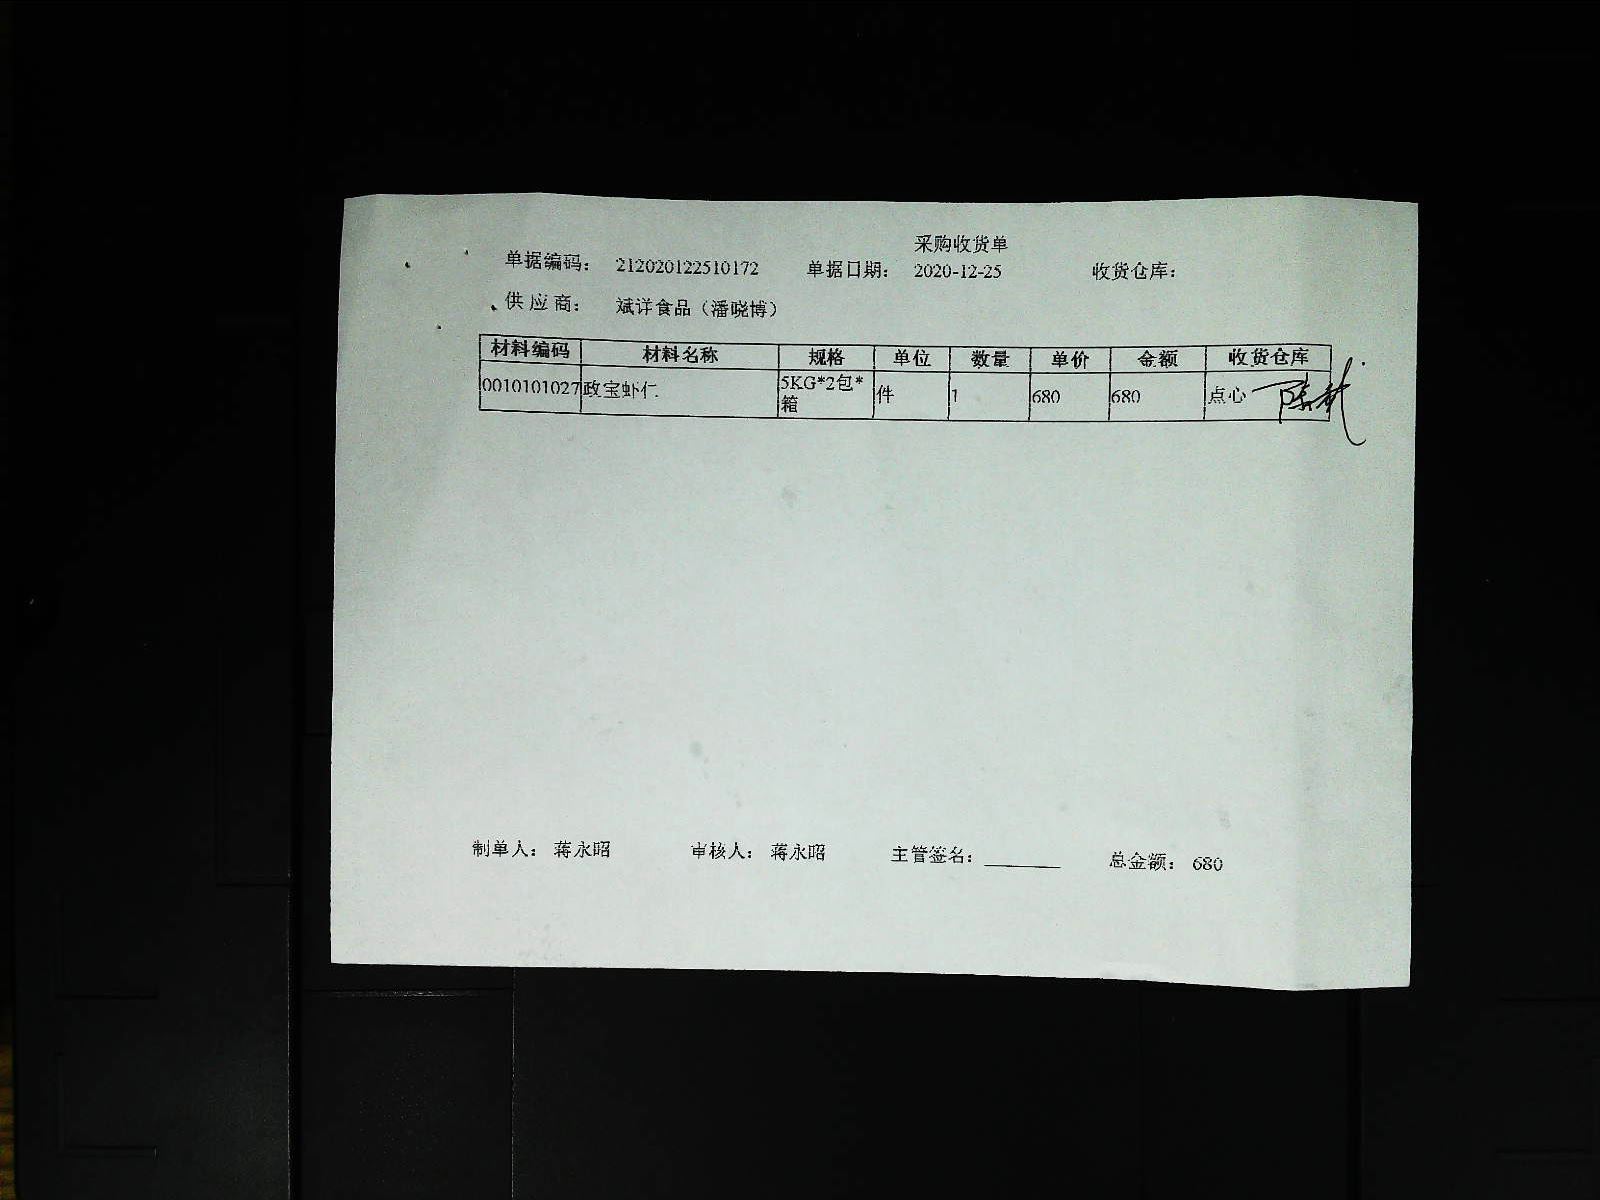 采购收货单
单据编码： 212020122510172 单据日期： 2020-12-25 收货仓库：
供应商： 斌详食品（潘晓博）
材料编码 材料名称 规格 单位 数量 单价 金额 收货仓库
0010101027 政宝虾仁 5KG*2包*箱 件 1 680 680 点心
制单人： 蒋永昭 审核人： 蒋永昭 主管签名： 总金额： 680